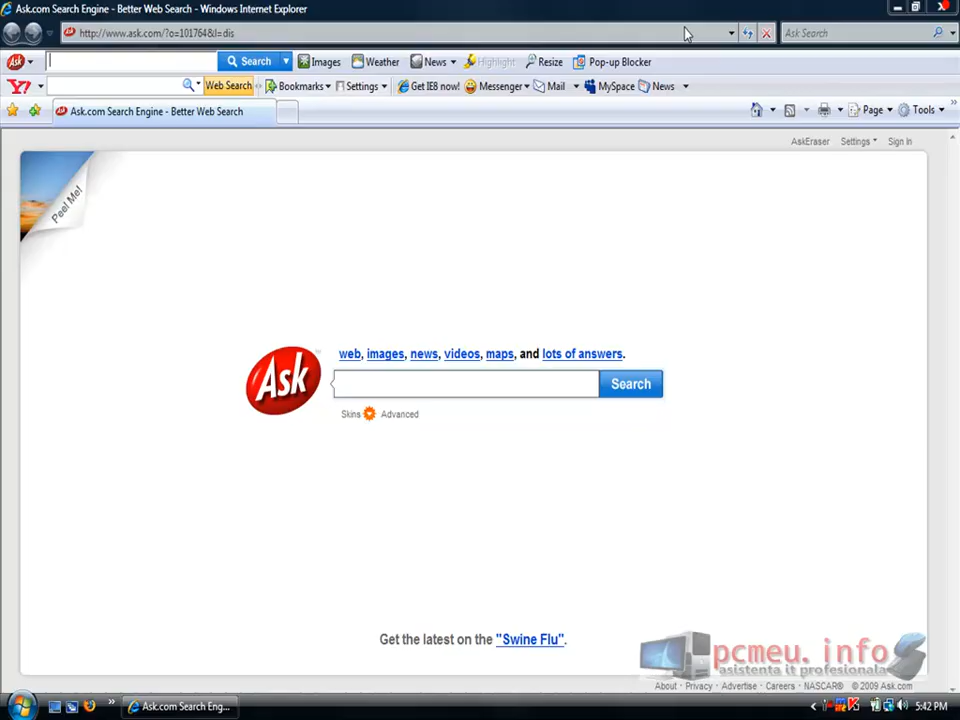 Ask.com Search Engine - Better Web Search - Windows Internet Explorer
http://www.ask.com/?o=101764&l=dis
Ask Search
Ask
Search
Images
Weather
News
Highlight
Resize
Pop-up Blocker
Y!
Web Search
Bookmarks
Settings
Get IE8 now!
Messenger
Mail
MySpace
News
Ask.com Search Engine - Better Web Search
Page
Tools
AskEraser
Settings
Sign in
Peel Me!
web, images, news, videos, maps, and lots of answers.
Ask
Search
Skins
Advanced
Get the latest on the "Swine Flu".
pcmeu.info
asistenta it profesionala
About · Privacy · Advertise · Careers · NASCAR® © 2009 Ask.com
Ask.com Search Eng...
5:42 PM